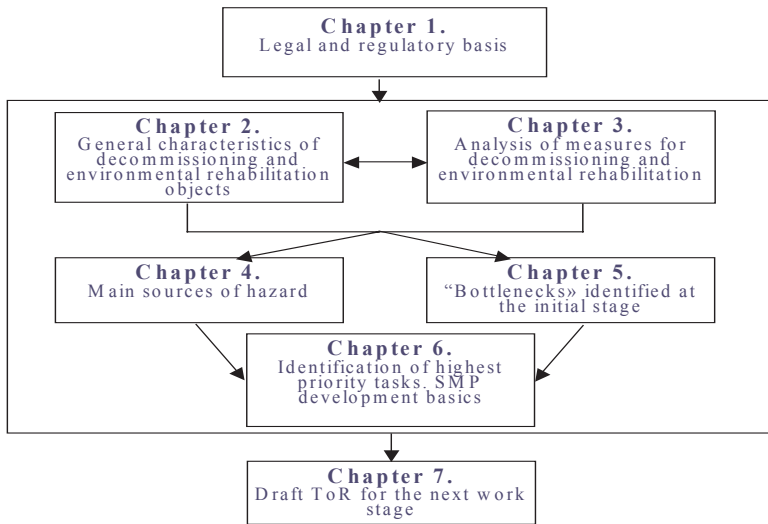 Chapter 1.
Legal and regulatory basis
Chapter 2.
General characteristics of
decommissioning and
environmental rehabilitation
objects
Chapter 3.
Analysis of measures for
decommissioning and
environmental rehabilitation
Chapter 4.
Main sources of hazard
Chapter 5.
“Bottlenecks» identified at
the initial stage
Chapter 6.
Identification of highest
priority tasks. SMP
development basics
Chapter 7.
Draft ToR for the next work
stage